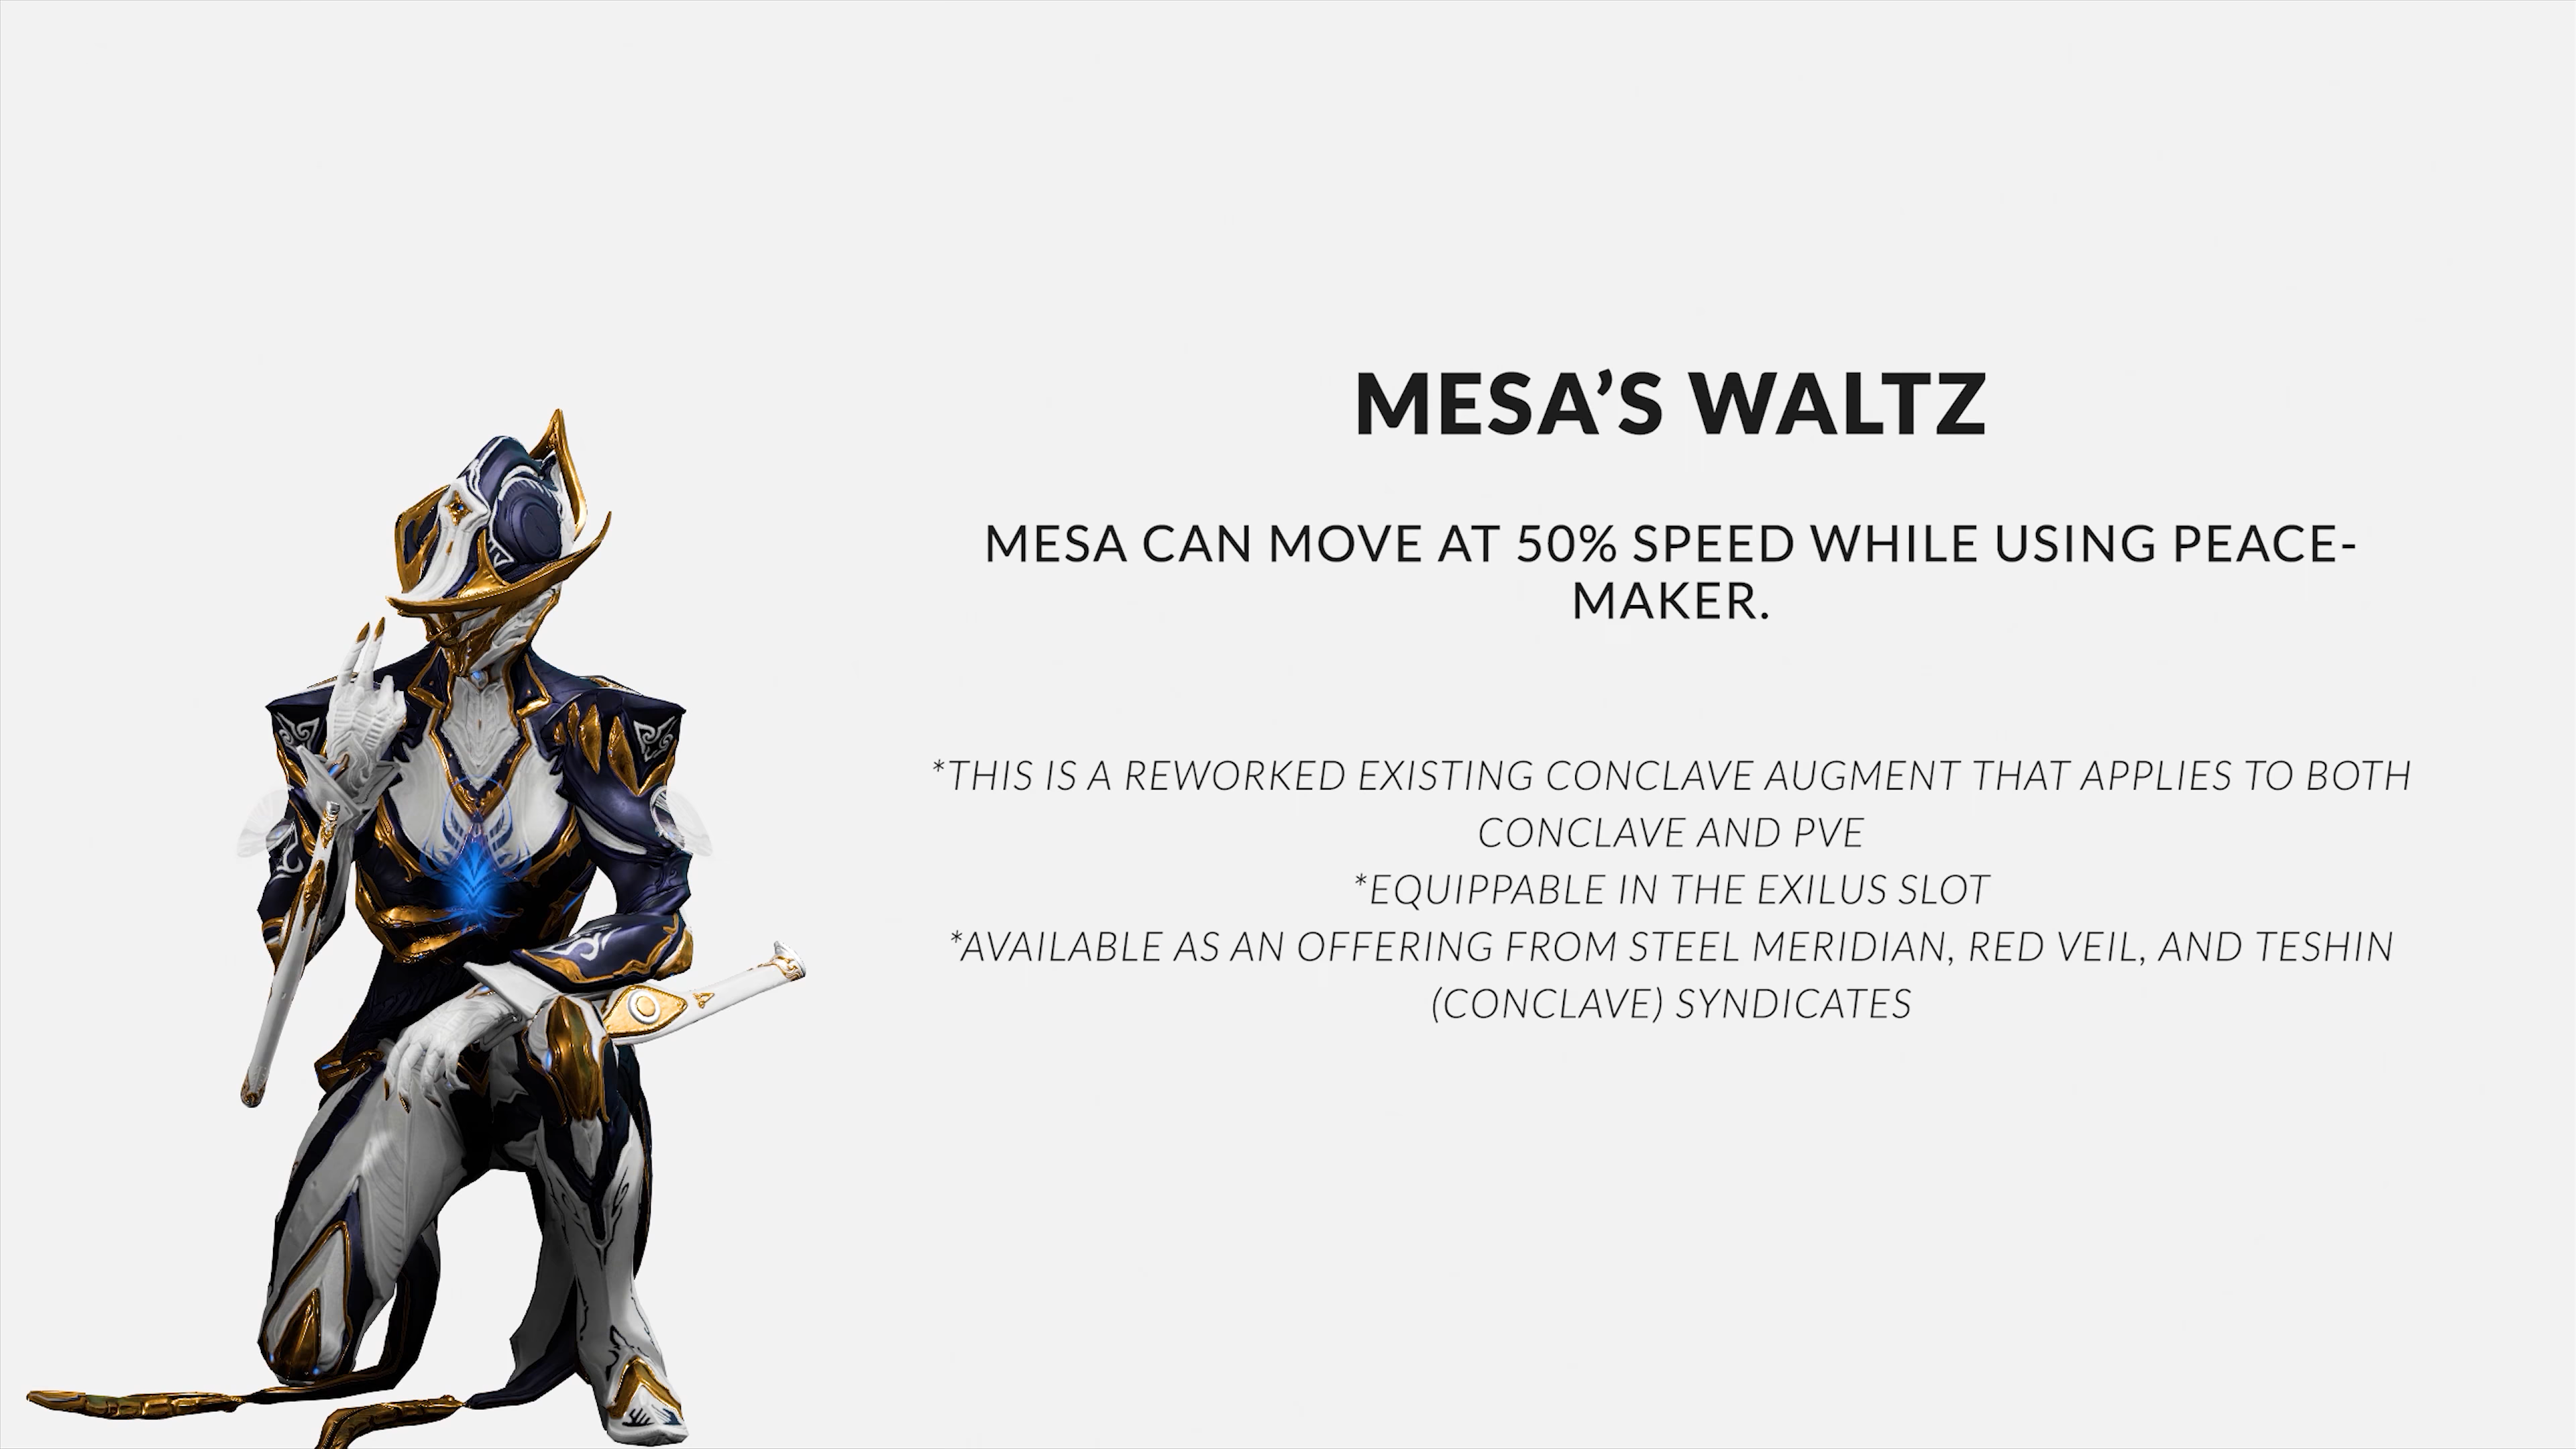 MESA’S WALTZ
MESA CAN MOVE AT 50% SPEED WHILE USING PEACE-
MAKER.
*THIS IS A REWORKED EXISTING CONCLAVE AUGMENT THAT APPLIES TO BOTH
CONCLAVE AND PVE
*EQUIPPABLE IN THE EXILUS SLOT
*AVAILABLE AS AN OFFERING FROM STEEL MERIDIAN, RED VEIL, AND TESHIN
(CONCLAVE) SYNDICATES